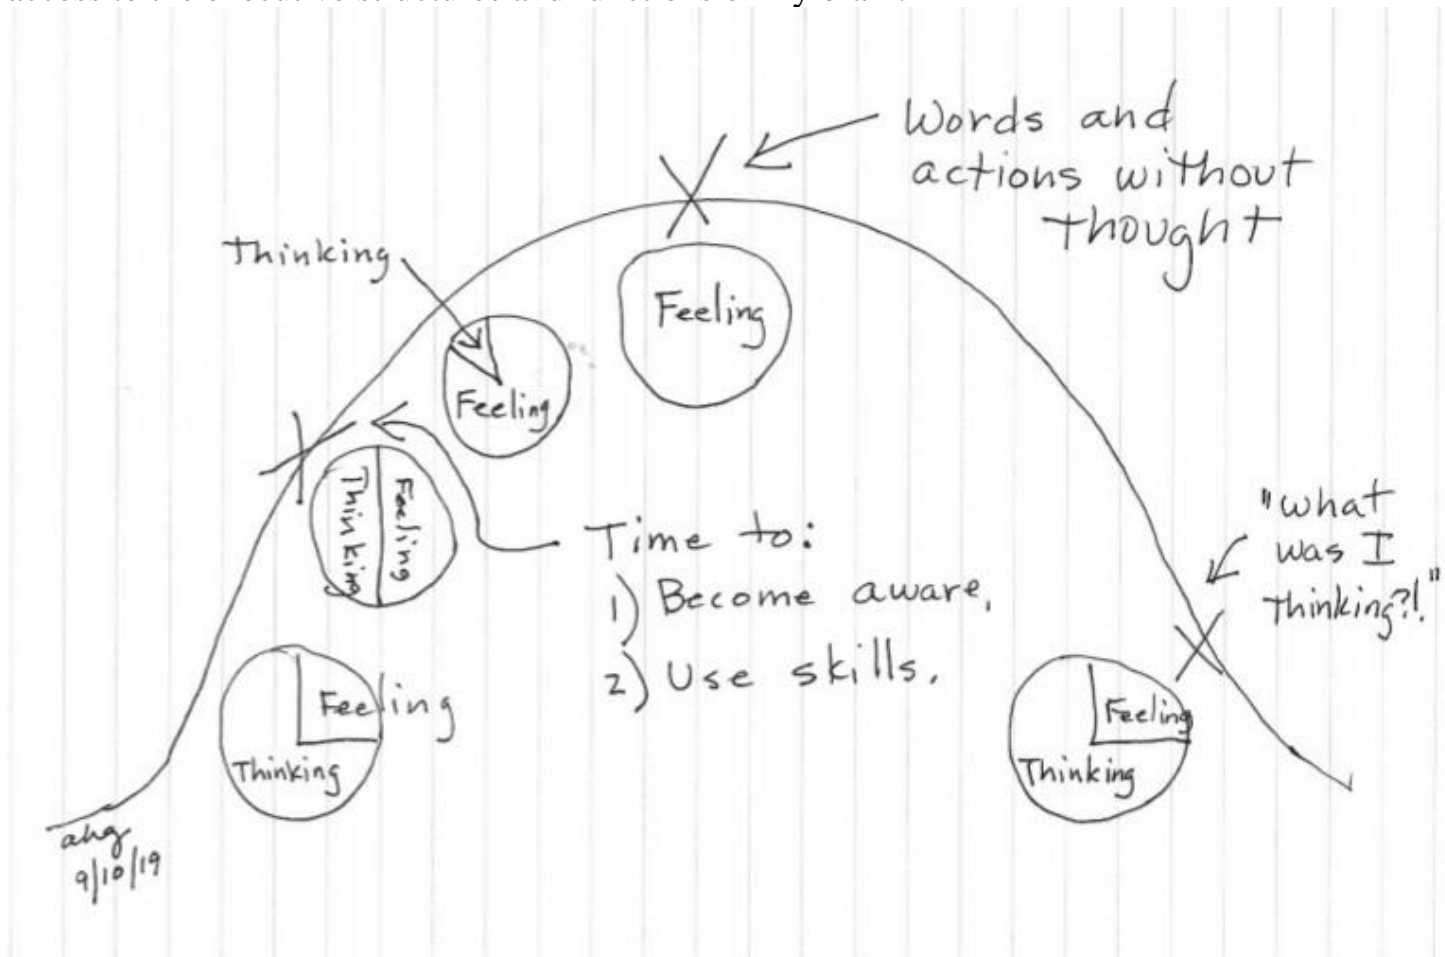 Words and
actions without
thought
Thinking
Feeling
Feeling
Thinking
Feeling
"What
was I
thinking?!."
Time to:
1) Become aware.
2) Use skills.
Feeling
Thinking
Feeling
Thinking
ahg
9/10/19